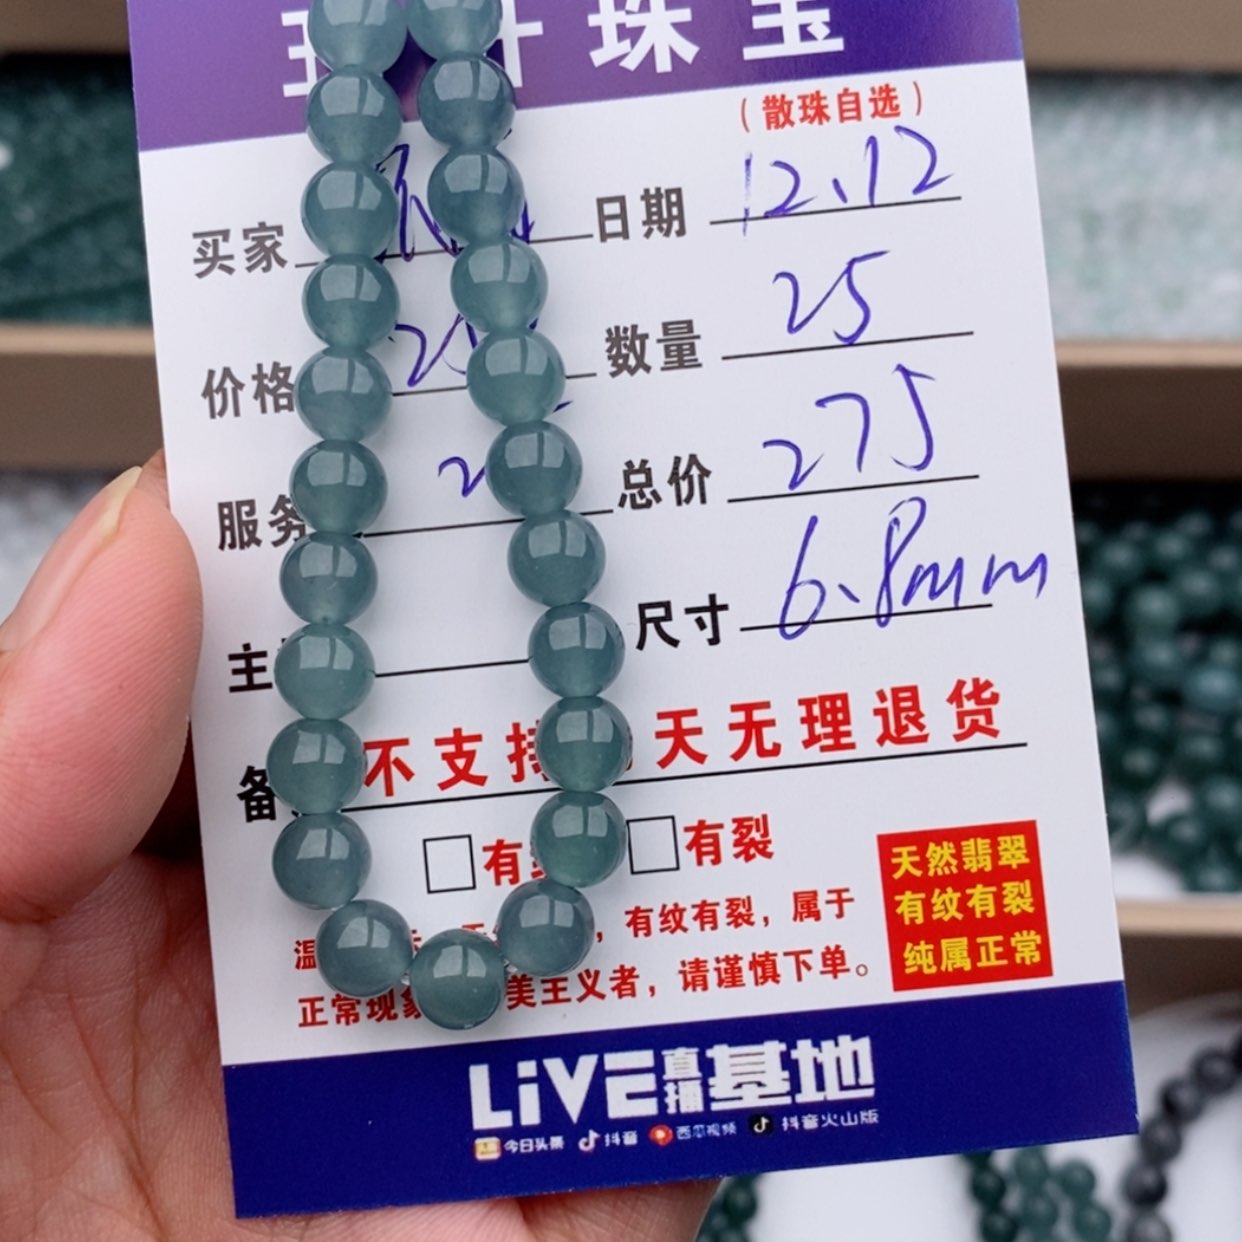 珠宝
(散珠自选)
买家 日期 12.12
价格 数量 25
服务 总价 275
主 尺寸 6.8mm
备 不支持 天无理退货
有 有裂
有纹有裂，属于
正常现象 美主义者，请谨慎下单。
天然翡翠
有纹有裂
纯属正常
LiVE直播基地
今日头条 抖音 西瓜视频 抖音火山版